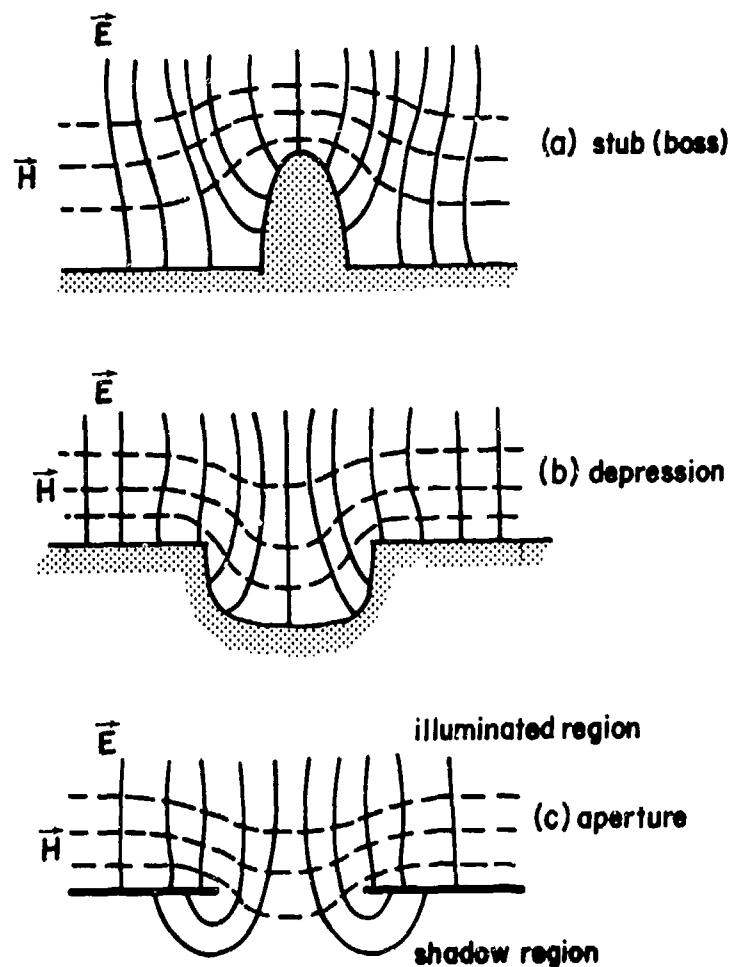 E
(a) stub (boss)
H
E
(b) depression
H
illuminated region
E
(c) aperture
H
shadow region